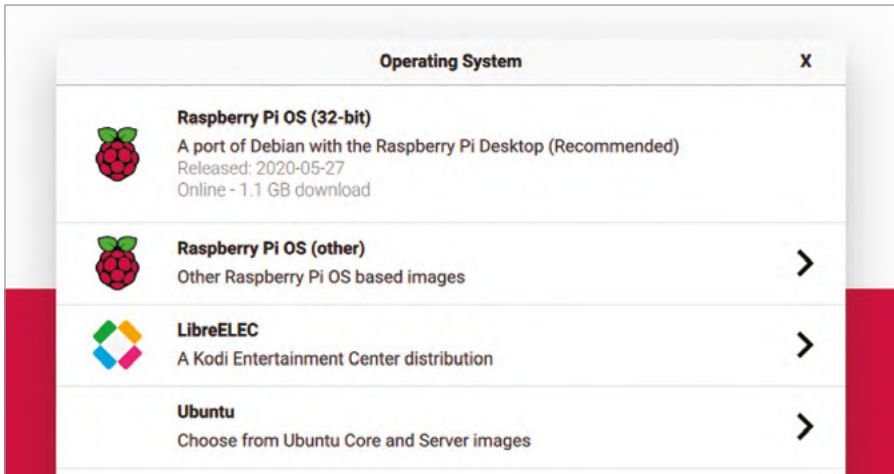 Operating System
X
Raspberry Pi OS (32-bit)
A port of Debian with the Raspberry Pi Desktop (Recommended)
Released: 2020-05-27
Online - 1.1 GB download
Raspberry Pi OS (other)
Other Raspberry Pi OS based images
LibreELEC
A Kodi Entertainment Center distribution
Ubuntu
Choose from Ubuntu Core and Server images